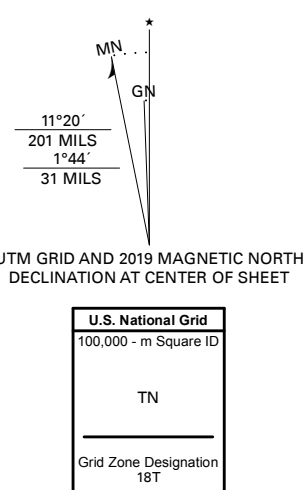 ★
MN
GN
11°20´
201 MILS
1°44´
31 MILS
UTM GRID AND 2019 MAGNETIC NORTH
DECLINATION AT CENTER OF SHEET
U.S. National Grid
100,000 - m Square ID
TN
Grid Zone Designation
18T